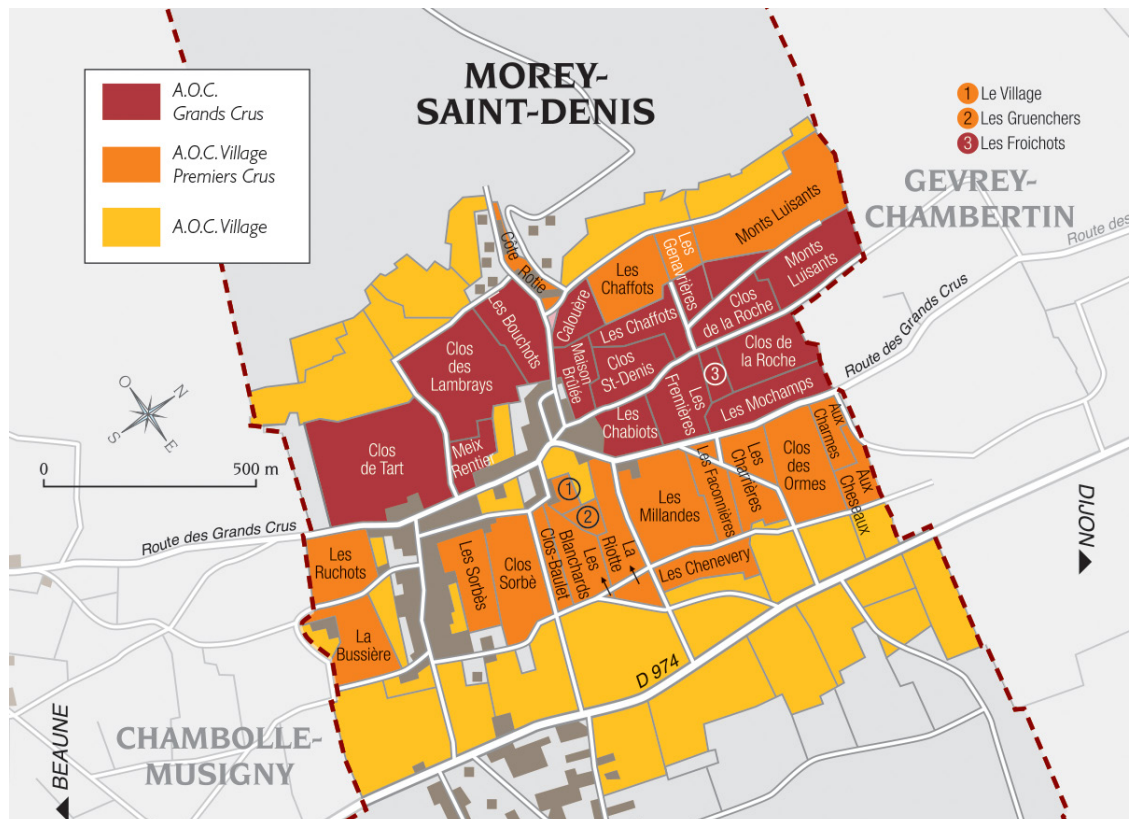 MOREY-
SAINT-DENIS
A.O.C.
Grands Crus
A.O.C. Village
Premiers Crus
A.O.C. Village
1 Le Village
2 Les Gruenchers
3 Les Froichots
GEVREY-
CHAMBERTIN
Route des
Route des Grands Crus
Monts Luisants
Les
Genavrières
Côte Rotie
Les
Chaffots
Monts
Luisants
Calouère
Les Bouchots
Les Chaffots
Clos
de la Roche
Clos
des
Lambrays
Maison
Brûlée
Clos
St-Denis
Clos de
la Roche
3
Les
Fremières
Les Mochamps
Les
Chabiots
O
N
S
E
0
500 m
Clos
de Tart
Meix
Rentier
Aux
Charmes
Clos
des
Ormes
Les
Charrières
Les Faconnières
Aux
Cheseaux
Les
Millandes
1
2
Route des Grands Crus
Les
Ruchots
Les Sorbès
Clos
Sorbè
Clos-Baulet
Les
Blanchards
La
Riotte
Les Chenevery
La
Bussière
D 974
DIJON
CHAMBOLLE-
MUSIGNY
BEAUNE